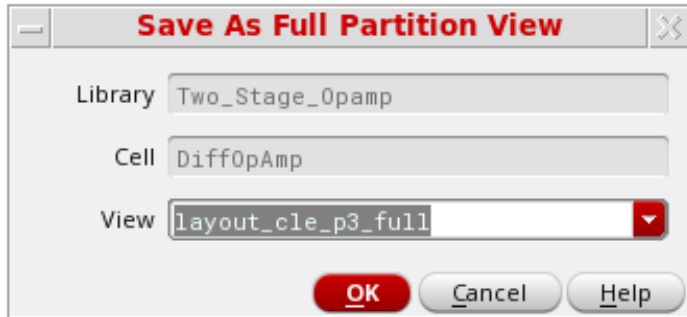 Save As Full Partition View
Library Two_Stage_Opamp
Cell DiffOpAmp
View layout_cle_p3_full
OK Cancel Help